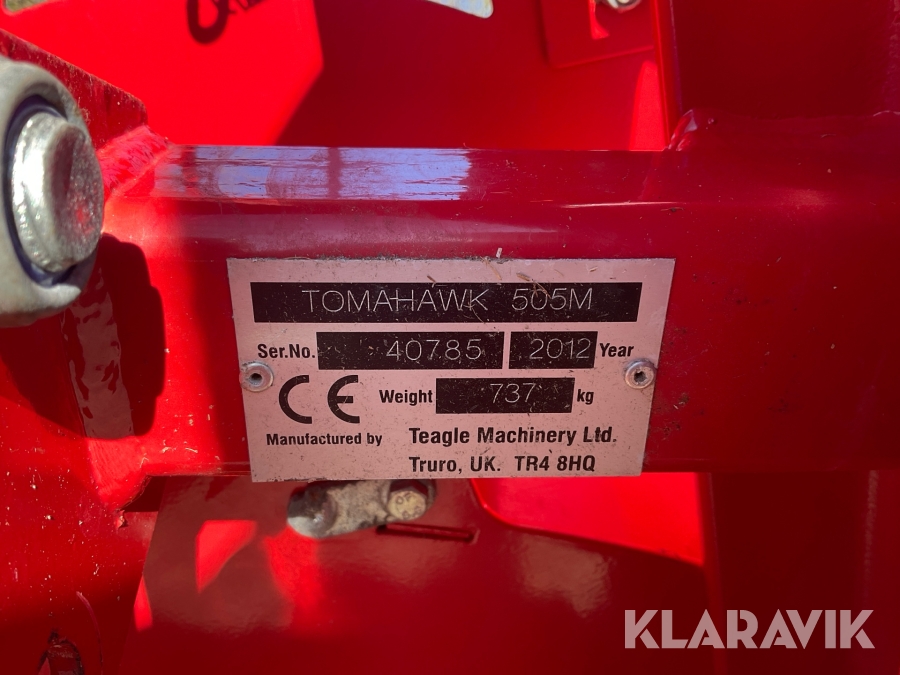 TOMAHAWK 505M
Ser.No. 40785 2012 Year
CE Weight 737 kg
Manufactured by Teagle Machinery Ltd.
Truro, UK. TR4 8HQ
KLARAVIK